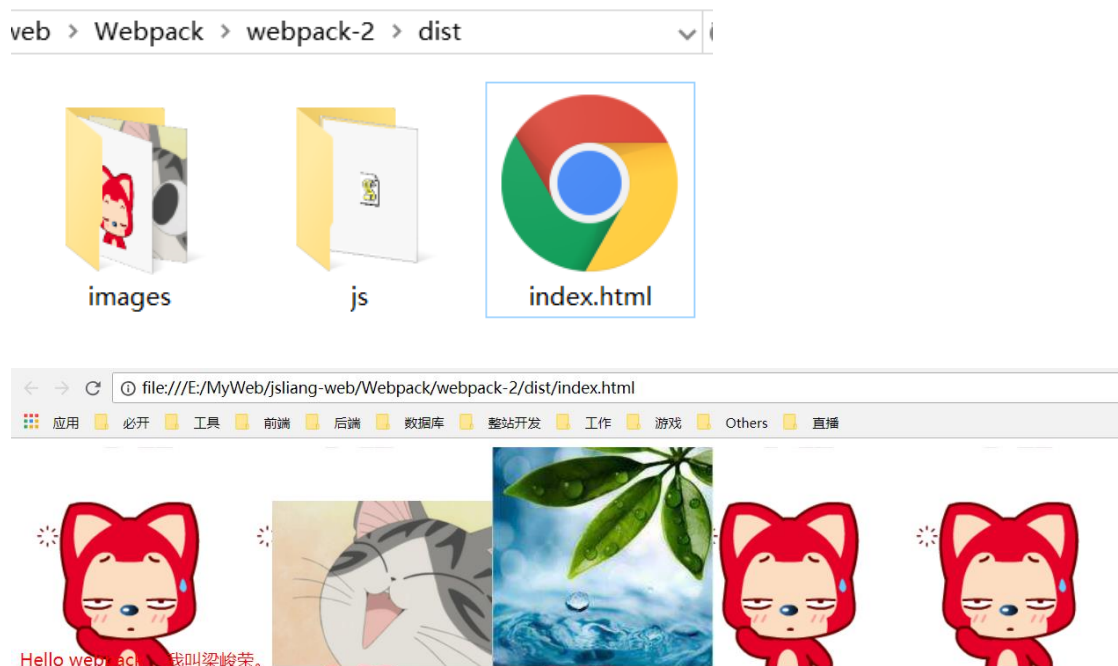 web > Webpack > webpack-2 > dist
images
js
index.html
file:///E:/MyWeb/jsliang-web/Webpack/webpack-2/dist/index.html
应用 必开 工具 前端 后端 数据库 整站开发 工作 游戏 Others 直播
Hello webpack 我叫梁峻荣。